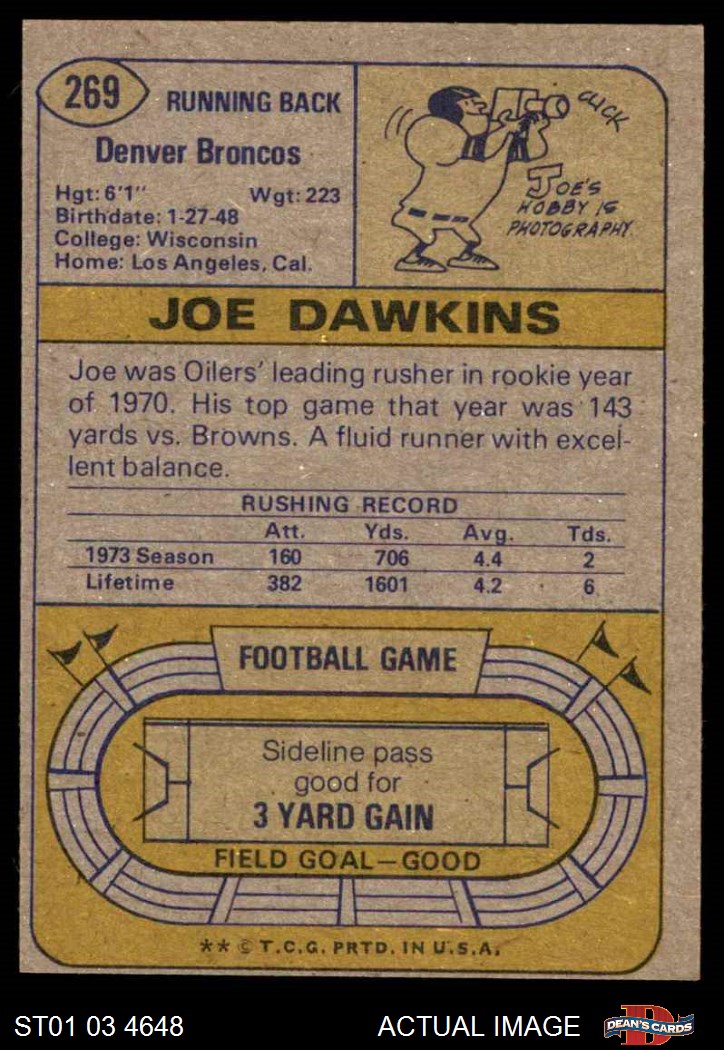 269
RUNNING BACK
Denver Broncos
Hgt: 6'1" Wgt: 223
Birthdate: 1-27-48
College: Wisconsin
Home: Los Angeles, Cal.
CLICK
JOE'S
HOBBY IS
PHOTOGRAPHY.
JOE DAWKINS
Joe was Oilers' leading rusher in rookie year
of 1970. His top game that year was 143
yards vs. Browns. A fluid runner with excel-
lent balance.
RUSHING RECORD
Att. Yds. Avg. Tds.
1973 Season 160 706 4.4 2
Lifetime 382 1601 4.2 6
FOOTBALL GAME
Sideline pass
good for
3 YARD GAIN
FIELD GOAL—GOOD
** © T.C.G. PRTD. IN U.S.A.
ST01 03 4648 ACTUAL IMAGE
D
DEAN'S CARDS